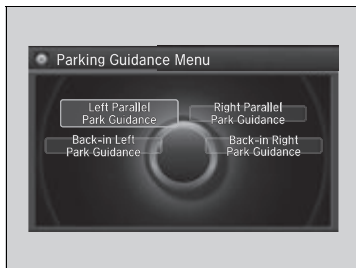 Parking Guidance Menu
Left Parallel
Park Guidance
Right Parallel
Park Guidance
Back-in Left
Park Guidance
Back-in Right
Park Guidance